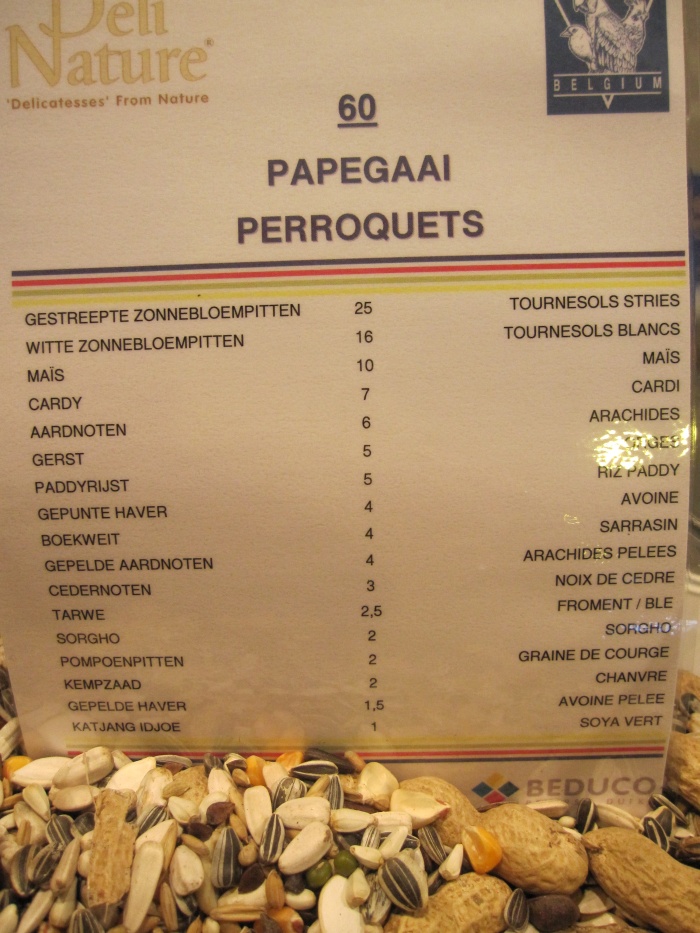 Deli
Nature®
'Delicatesses' From Nature
BELGIUM
60
PAPEGAAI
PERROQUETS
GESTREEPTE ZONNEBLOEMPITTEN 25 TOURNESOLS STRIES
WITTE ZONNEBLOEMPITTEN 16 TOURNESOLS BLANCS
MAÏS 10 MAÏS
CARDY 7 CARDI
AARDNOTEN 6 ARACHIDES
GERST 5
PADDYRIJST 5 RIZ PADDY
GEPUNTE HAVER 4 AVOINE
BOEKWEIT 4 SARRASIN
GEPELDE AARDNOTEN 4 ARACHIDES PELEES
CEDERNOTEN 3 NOIX DE CEDRE
TARWE 2,5 FROMENT / BLE
SORGHO 2 SORGHO
POMPOENPITTEN 2 GRAINE DE COURGE
KEMPZAAD 2 CHANVRE
GEPELDE HAVER 1,5 AVOINE PELEE
KATJANG IDJOE 1 SOYA VERT
BEDUCO